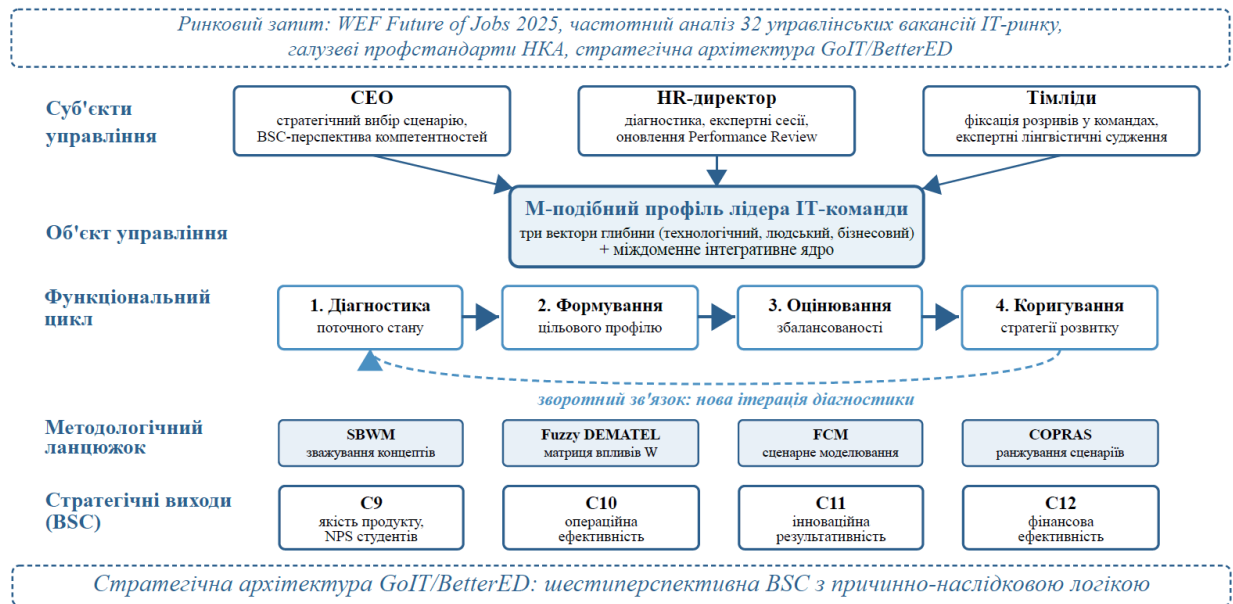 Ринковий запит: WEF Future of Jobs 2025, частотний аналіз 32 управлінських вакансій ІТ-ринку,
галузеві профстандарти НКА, стратегічна архітектура GoIT/BetterED
Суб'єкти
управління
CEO
стратегічний вибір сценарію,
BSC-перспектива компетентностей
HR-директор
діагностика, експертні сесії,
оновлення Performance Review
Тімліди
фіксація розривів у командах,
експертні лінгвістичні судження
Об'єкт управління
М-подібний профіль лідера ІТ-команди
три вектори глибини (технологічний, людський, бізнесовий)
+ міждоменне інтегративне ядро
Функціональний
цикл
1. Діагностика
поточного стану
2. Формування
цільового профілю
3. Оцінювання
збалансованості
4. Коригування
стратегії розвитку
зворотний зв'язок: нова ітерація діагностики
Методологічний
ланцюжок
SBWM
зважування концептів
Fuzzy DEMATEL
матриця впливів W
FCM
сценарне моделювання
COPRAS
ранжування сценаріїв
Стратегічні виходи
(BSC)
C9
якість продукту,
NPS студентів
C10
операційна
ефективність
C11
інноваційна
результативність
C12
фінансова
ефективність
Стратегічна архітектура GoIT/BetterED: шестиперспективна BSC з причинно-наслідковою логікою